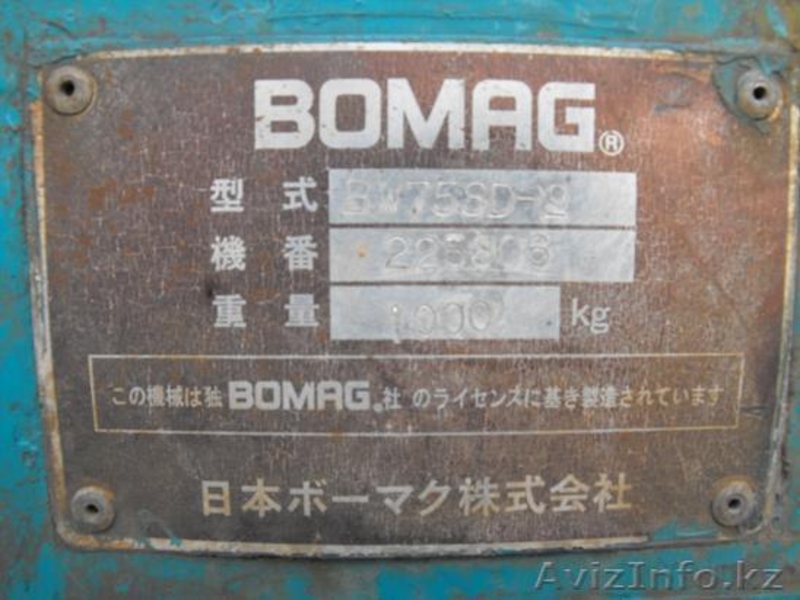 BOMAG®
型式 BW75SD-2
機番
重量 1000 kg
この機械は独BOMAG®社のライセンスに基き製造されています
日本ボーマク株式会社
AvizInfo.kz